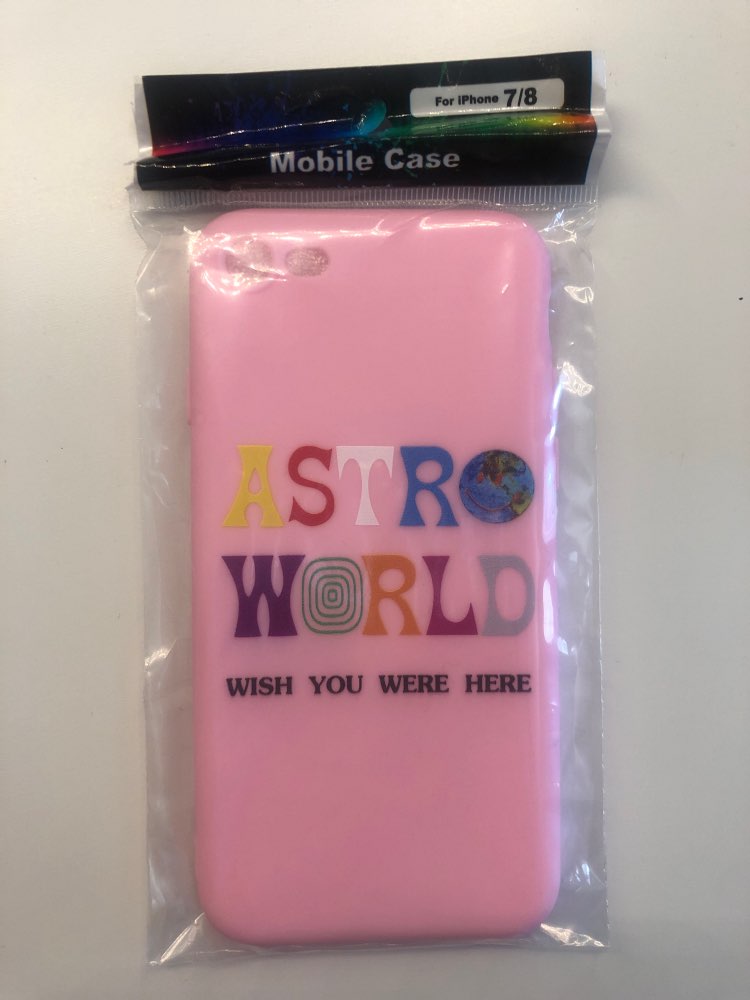 For iPhone 7/8
Mobile Case
ASTRO
WORLD
WISH YOU WERE HERE